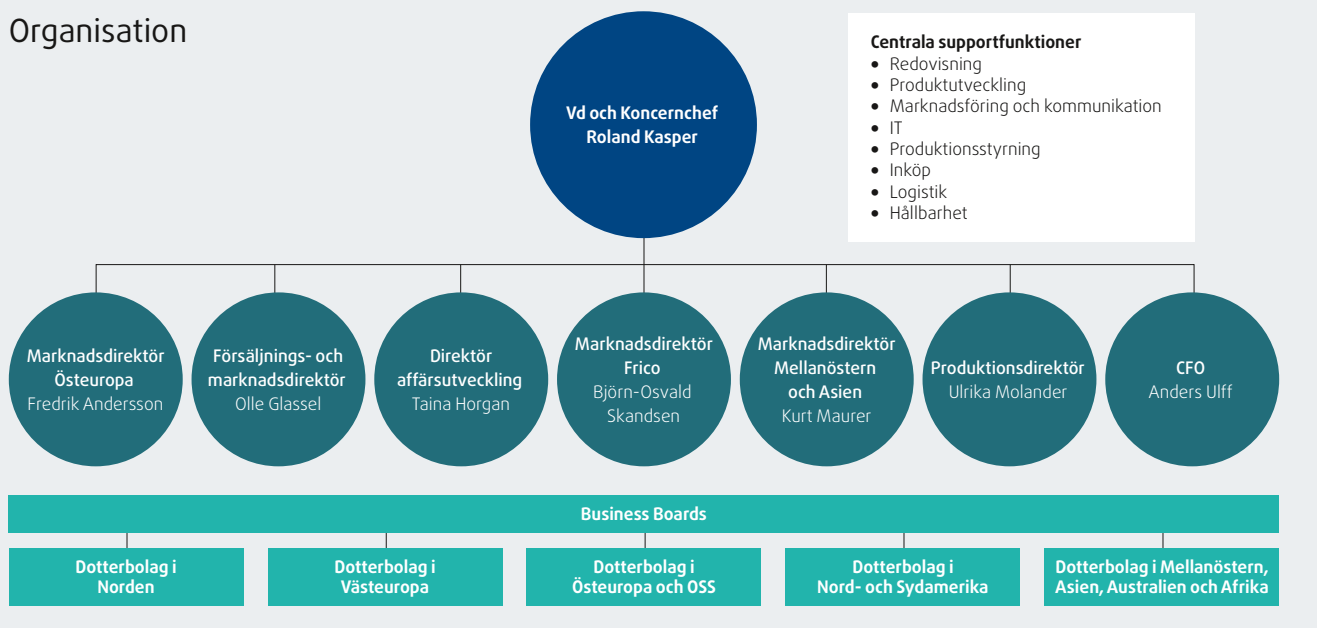 Organisation
Vd och Koncernchef
Roland Kasper
Centrala supportfunktioner
• Redovisning
• Produktutveckling
• Marknadsföring och kommunikation
• IT
• Produktionsstyrning
• Inköp
• Logistik
• Hållbarhet
Marknadsdirektör
Östeuropa
Fredrik Andersson
Försäljnings- och
marknadsdirektör
Olle Glassel
Direktör
affärsutveckling
Taina Horgan
Marknadsdirektör
Frico
Björn-Osvald
Skandsen
Marknadsdirektör
Mellanöstern
och Asien
Kurt Maurer
Produktionsdirektör
Ulrika Molander
CFO
Anders Ulff
Business Boards
Dotterbolag i
Norden
Dotterbolag i
Västeuropa
Dotterbolag i
Östeuropa och OSS
Dotterbolag i
Nord- och Sydamerika
Dotterbolag i Mellanöstern,
Asien, Australien och Afrika